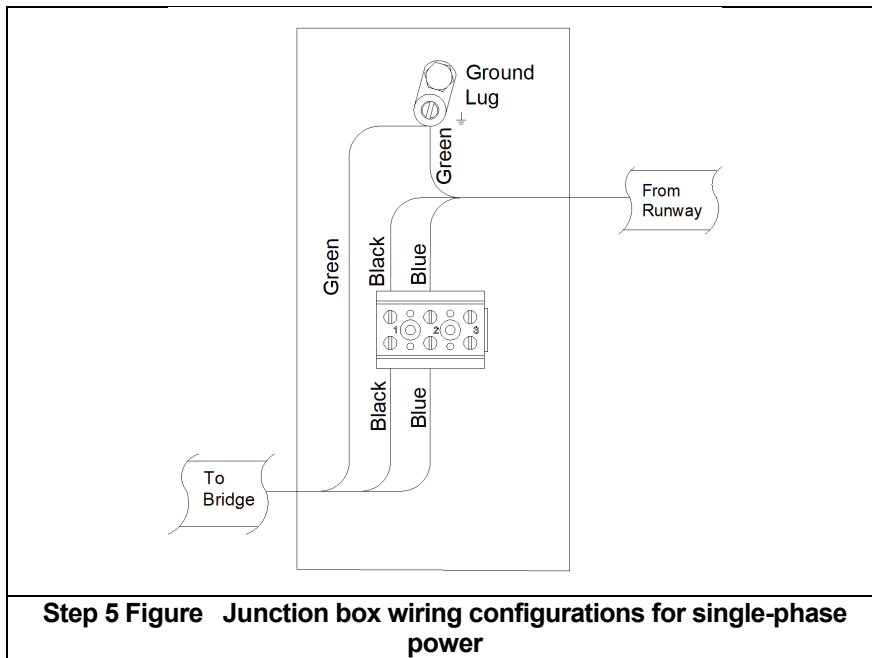 Ground
Lug
Green
From
Runway
Green
Black
Blue
1 2 3
Black
Blue
To
Bridge
Step 5 Figure Junction box wiring configurations for single-phase
power